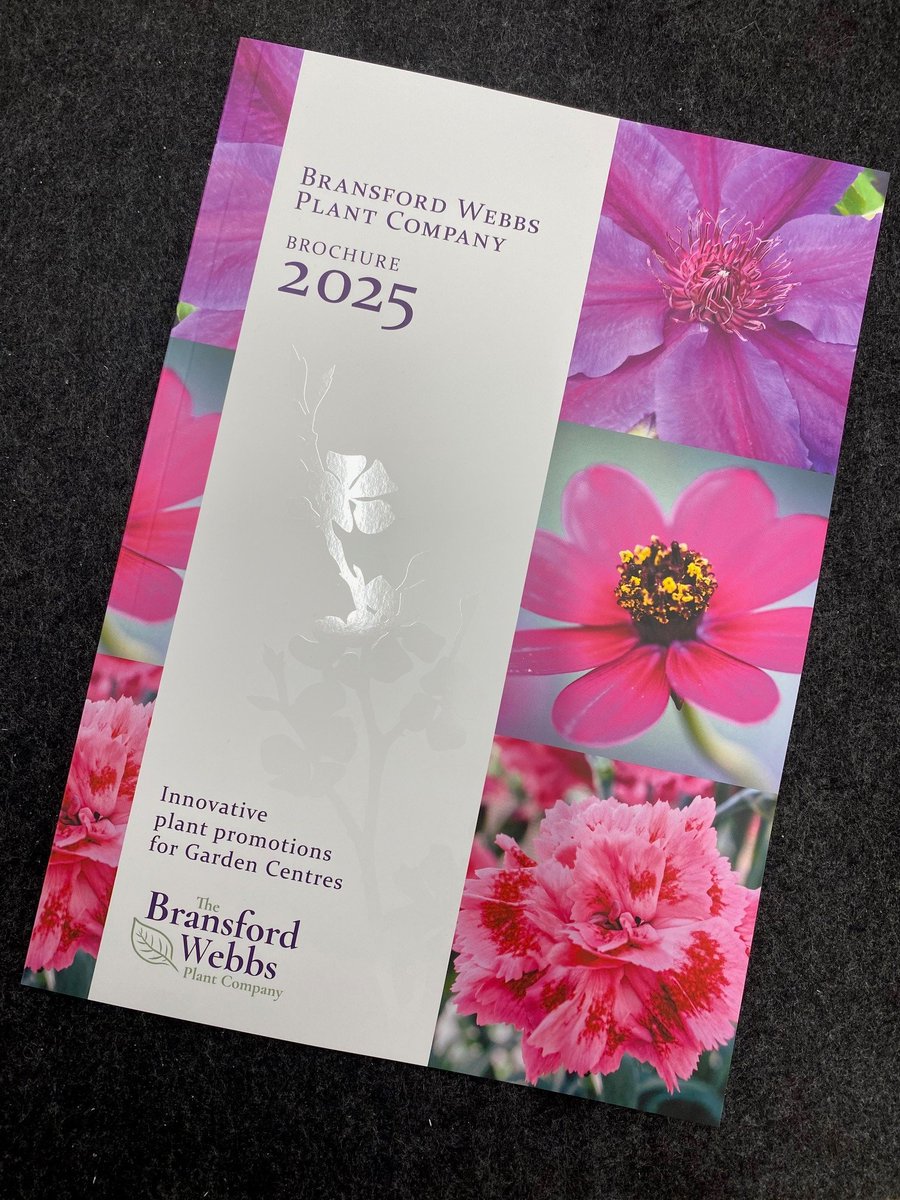 Bransford Webbs
Plant Company
BROCHURE
2025
Innovative
plant promotions
for Garden Centres
The
Bransford
Webbs
Plant Company